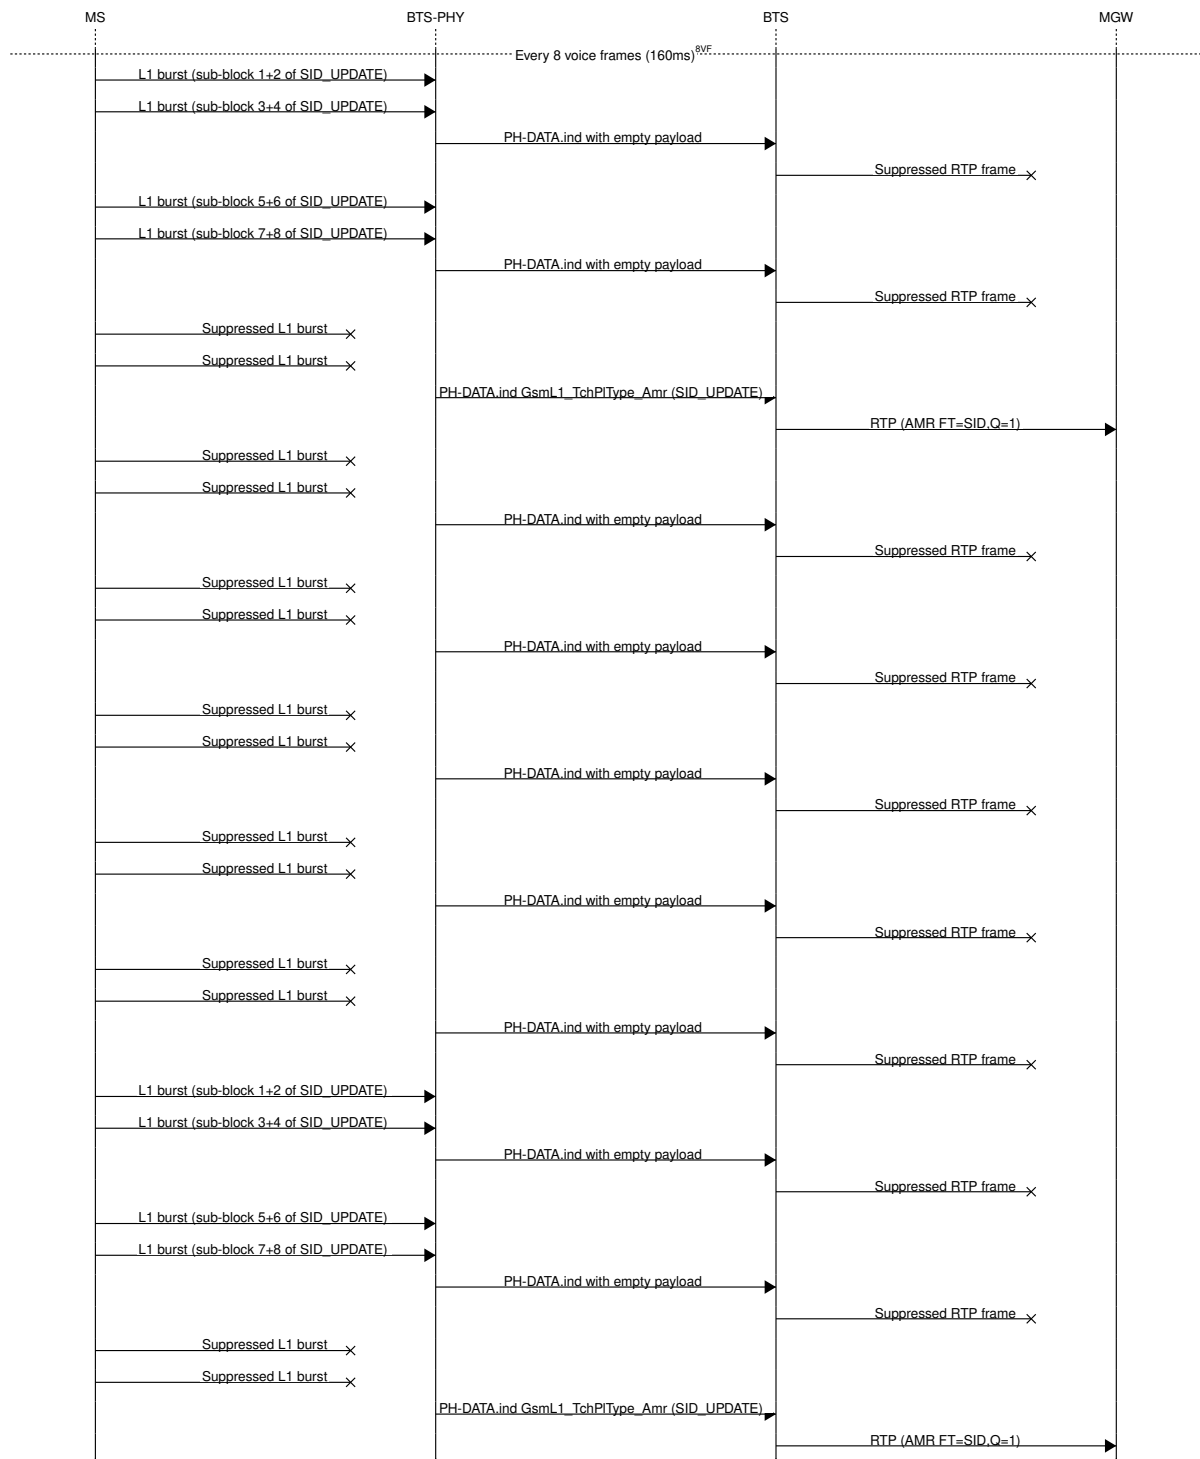 MS BTS-PHY BTS MGW
Every 8 voice frames (160ms)8VF
L1 burst (sub-block 1+2 of SID_UPDATE)
L1 burst (sub-block 3+4 of SID_UPDATE)
PH-DATA.ind with empty payload
Suppressed RTP frame
L1 burst (sub-block 5+6 of SID_UPDATE)
L1 burst (sub-block 7+8 of SID_UPDATE)
PH-DATA.ind with empty payload
Suppressed RTP frame
Suppressed L1 burst
Suppressed L1 burst
PH-DATA.ind GsmL1_TchPlType_Amr (SID_UPDATE)
RTP (AMR FT=SID,Q=1)
Suppressed L1 burst
Suppressed L1 burst
PH-DATA.ind with empty payload
Suppressed RTP frame
Suppressed L1 burst
Suppressed L1 burst
PH-DATA.ind with empty payload
Suppressed RTP frame
Suppressed L1 burst
Suppressed L1 burst
PH-DATA.ind with empty payload
Suppressed RTP frame
Suppressed L1 burst
Suppressed L1 burst
PH-DATA.ind with empty payload
Suppressed RTP frame
Suppressed L1 burst
Suppressed L1 burst
PH-DATA.ind with empty payload
Suppressed RTP frame
L1 burst (sub-block 1+2 of SID_UPDATE)
L1 burst (sub-block 3+4 of SID_UPDATE)
PH-DATA.ind with empty payload
Suppressed RTP frame
L1 burst (sub-block 5+6 of SID_UPDATE)
L1 burst (sub-block 7+8 of SID_UPDATE)
PH-DATA.ind with empty payload
Suppressed RTP frame
Suppressed L1 burst
Suppressed L1 burst
PH-DATA.ind GsmL1_TchPlType_Amr (SID_UPDATE)
RTP (AMR FT=SID,Q=1)